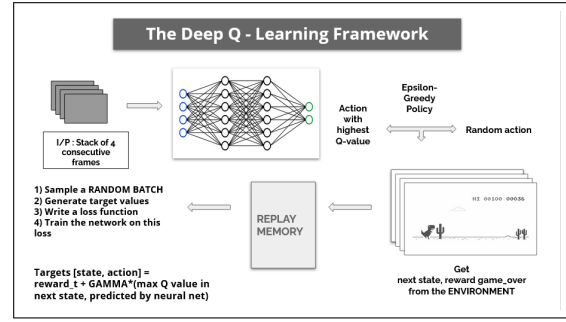 The Deep Q - Learning Framework
I/P : Stack of 4
consecutive
frames
Action
with
highest
Q-value
Epsilon-
Greedy
Policy
Random action
1) Sample a RANDOM BATCH
2) Generate target values
3) Write a loss function
4) Train the network on this
loss
REPLAY
MEMORY
HI 00100 00036
Get
next state, reward game_over
from the ENVIRONMENT
Targets [state, action] =
reward_t + GAMMA*(max Q value in
next state, predicted by neural net)